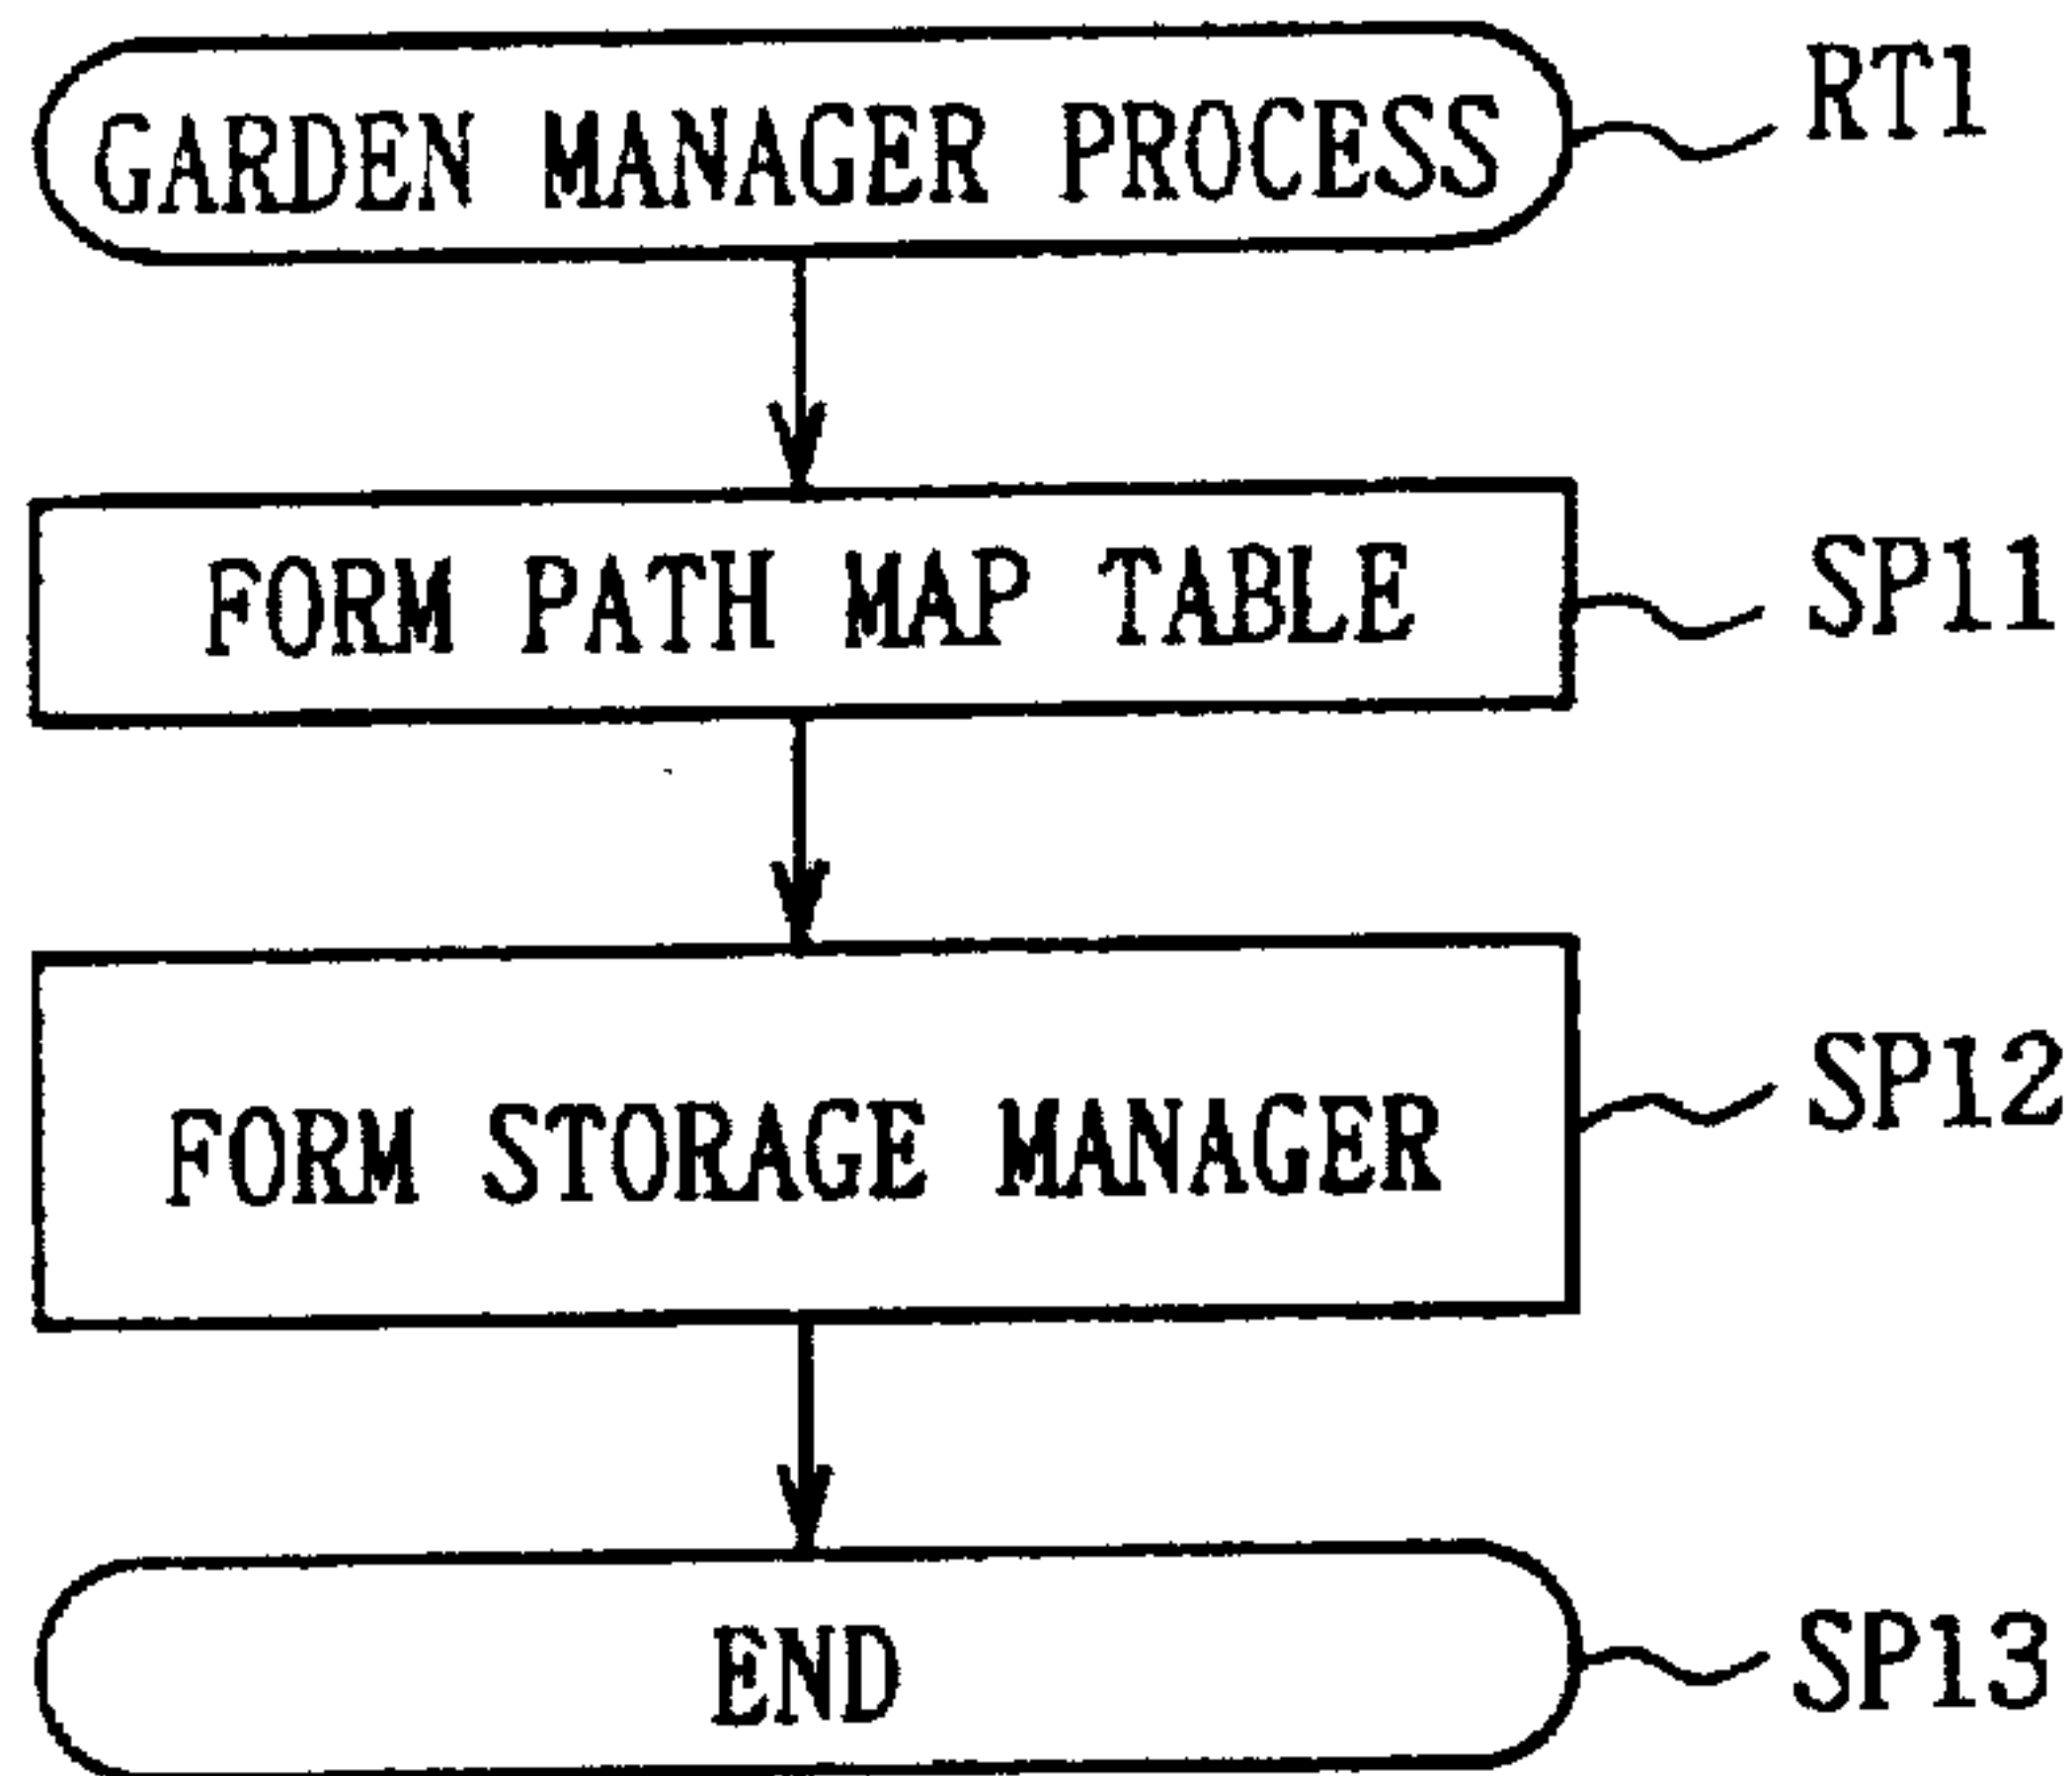 GARDEN MANAGER PROCESS
RT1
FORM PATH MAP TABLE
SP11
FORM STORAGE MANAGER
SP12
END
SP13